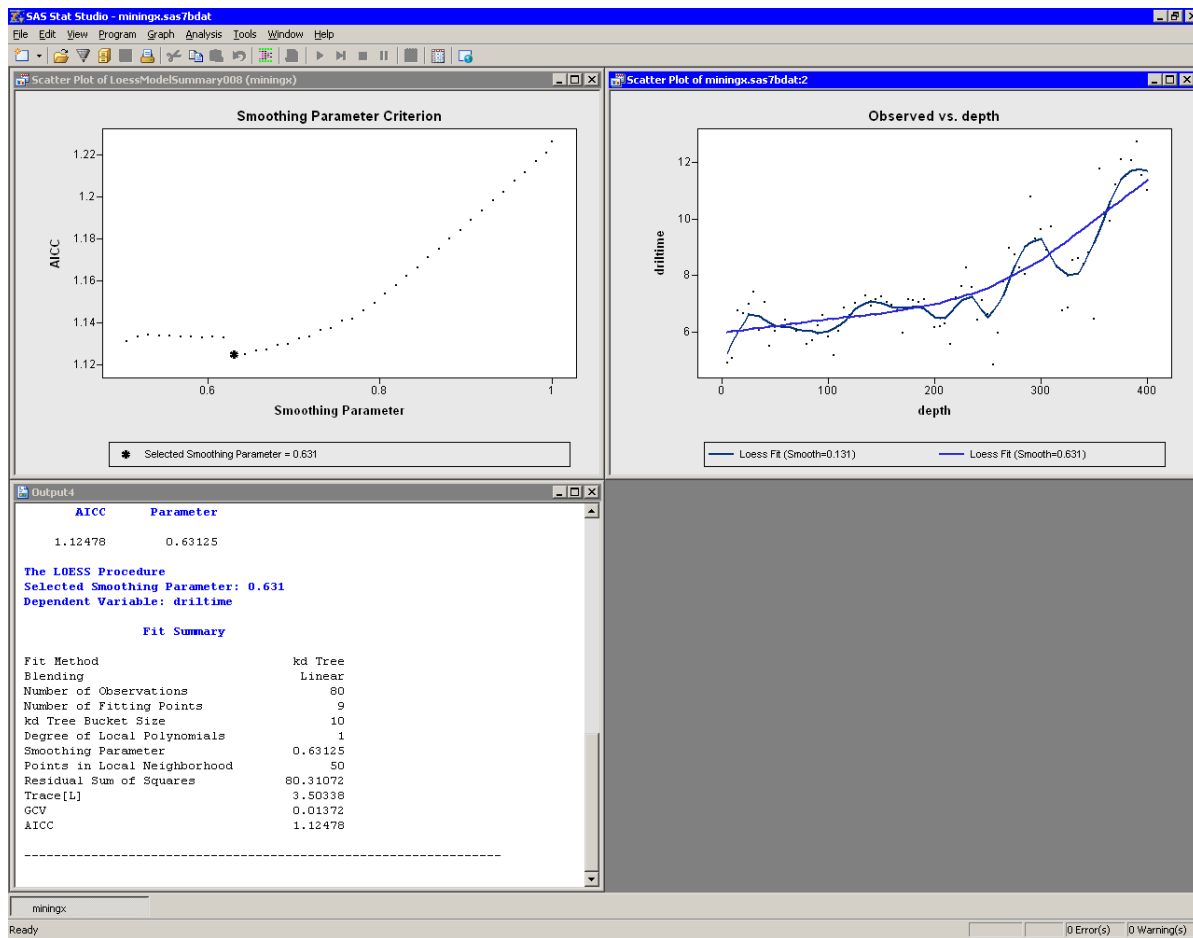 SAS Stat Studio - miningx.sas7bdat
File Edit View Program Graph Analysis Tools Window Help
Scatter Plot of LoessModelSummary008 (miningx)
Smoothing Parameter Criterion
1.22
1.2
1.18
1.16
1.14
1.12
AICC
0.6 0.8 1
Smoothing Parameter
Selected Smoothing Parameter = 0.631
Scatter Plot of miningx.sas7bdat:2
Observed vs. depth
12
10
8
6
driltime
0 100 200 300 400
depth
Loess Fit (Smooth=0.131) Loess Fit (Smooth=0.631)
Output4
AICC Parameter
1.12478 0.63125
The LOESS Procedure
Selected Smoothing Parameter: 0.631
Dependent Variable: driltime
Fit Summary
Fit Method kd Tree
Blending Linear
Number of Observations 80
Number of Fitting Points 9
kd Tree Bucket Size 10
Degree of Local Polynomials 1
Smoothing Parameter 0.63125
Points in Local Neighborhood 50
Residual Sum of Squares 80.31072
Trace[L] 3.50338
GCV 0.01372
AICC 1.12478
miningx
Ready 0 Error(s) 0 Warning(s)